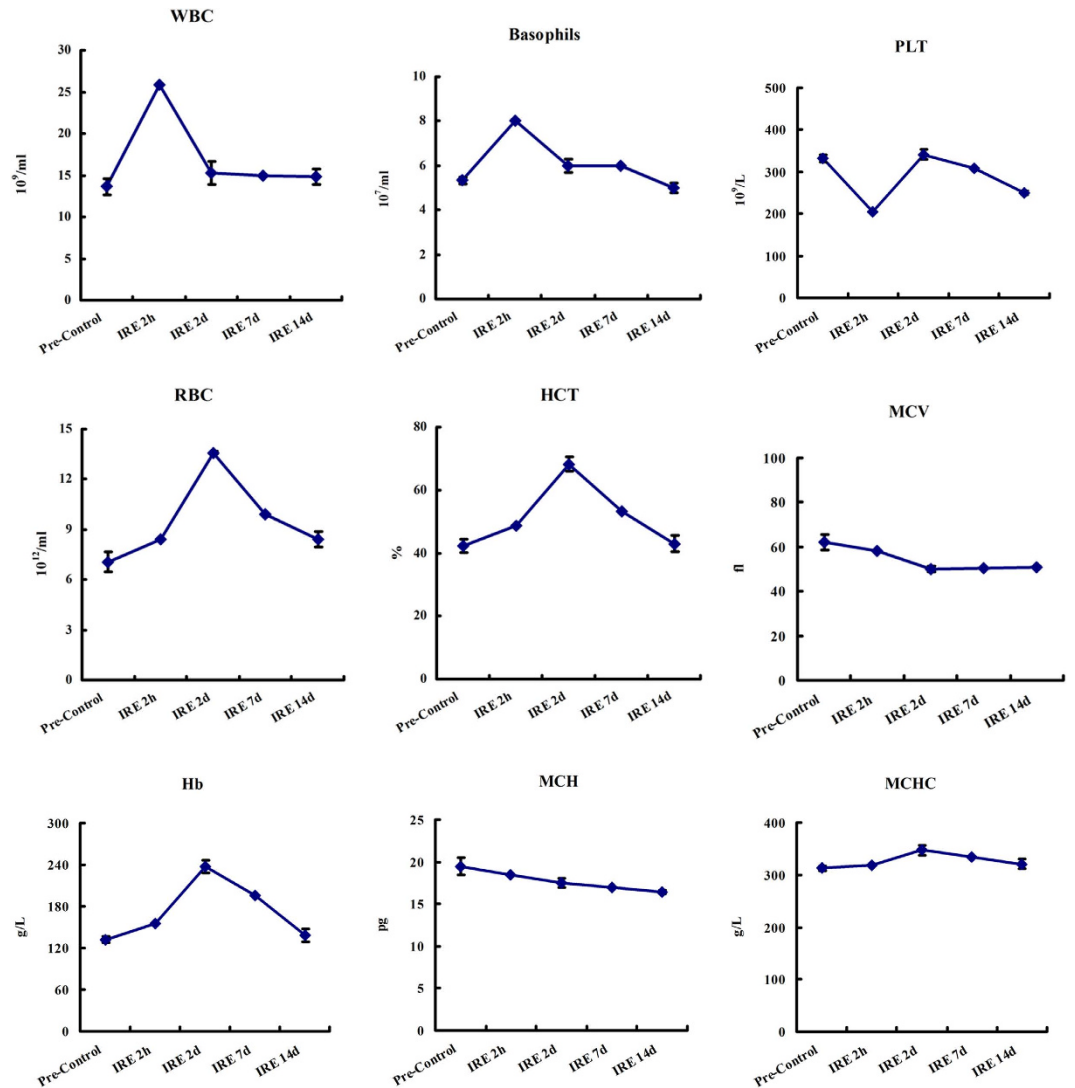 WBC
30
25
20
15
10
5
0
10⁹/ml
Pre-Control
IRE 2h
IRE 2d
IRE 7d
IRE 14d
Basophils
10
8
6
4
2
0
10⁷/ml
Pre-Control
IRE 2h
IRE 2d
IRE 7d
IRE 14d
PLT
500
400
300
200
100
0
10⁹/L
Pre-Control
IRE 2h
IRE 2d
IRE 7d
IRE 14d
RBC
15
12
9
6
3
0
10¹²/ml
Pre-Control
IRE 2h
IRE 2d
IRE 7d
IRE 14d
HCT
80
60
40
20
0
%
Pre-Control
IRE 2h
IRE 2d
IRE 7d
IRE 14d
MCV
100
80
60
40
20
0
fl
Pre-Control
IRE 2h
IRE 2d
IRE 7d
IRE 14d
Hb
300
240
180
120
60
0
g/L
Pre-Control
IRE 2h
IRE 2d
IRE 7d
IRE 14d
MCH
25
20
15
10
5
0
pg
Pre-Control
IRE 2h
IRE 2d
IRE 7d
IRE 14d
MCHC
400
300
200
100
0
g/L
Pre-Control
IRE 2h
IRE 2d
IRE 7d
IRE 14d